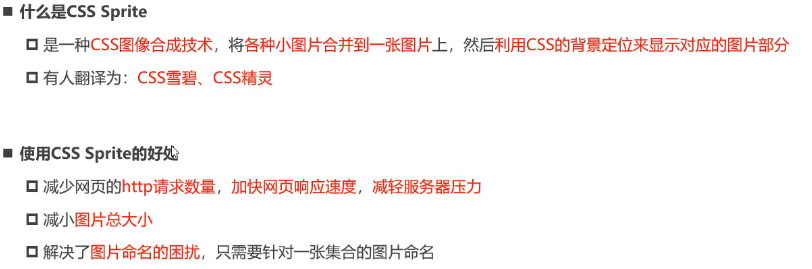 什么是CSS Sprite
是一种CSS图像合成技术，将各种小图片合并到一张图片上，然后利用CSS的背景定位来显示对应的图片部分
有人翻译为：CSS雪碧、CSS精灵
使用CSS Sprite的好处
减少网页的http请求数量，加快网页响应速度，减轻服务器压力
减小图片总大小
解决了图片命名的困扰，只需要针对一张集合的图片命名